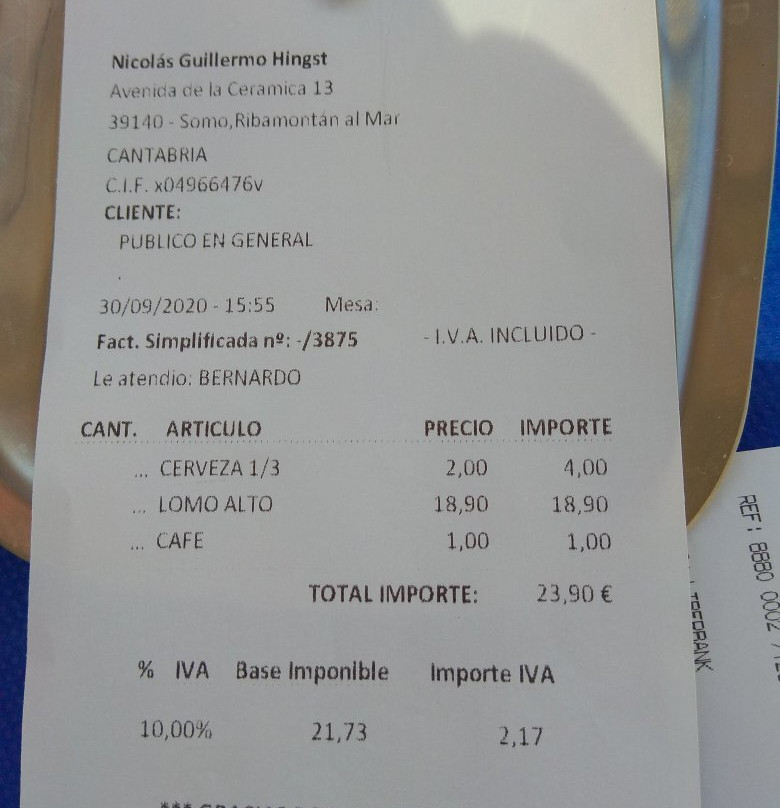 Nicolás Guillermo Hingst
Avenida de la Ceramica 13
39140 - Somo,Ribamontán al Mar
CANTABRIA
C.I.F. x04966476v
CLIENTE:
PUBLICO EN GENERAL
.
30/09/2020 - 15:55 Mesa:
Fact. Simplificada nº: -/3875 - I.V.A. INCLUIDO -
Le atendio: BERNARDO
CANT. ARTICULO PRECIO IMPORTE
... CERVEZA 1/3 2,00 4,00
... LOMO ALTO 18,90 18,90
... CAFE 1,00 1,00
TOTAL IMPORTE: 23,90 €
% IVA Base Imponible Importe IVA
10,00% 21,73 2,17
***
REF: 8880 0002